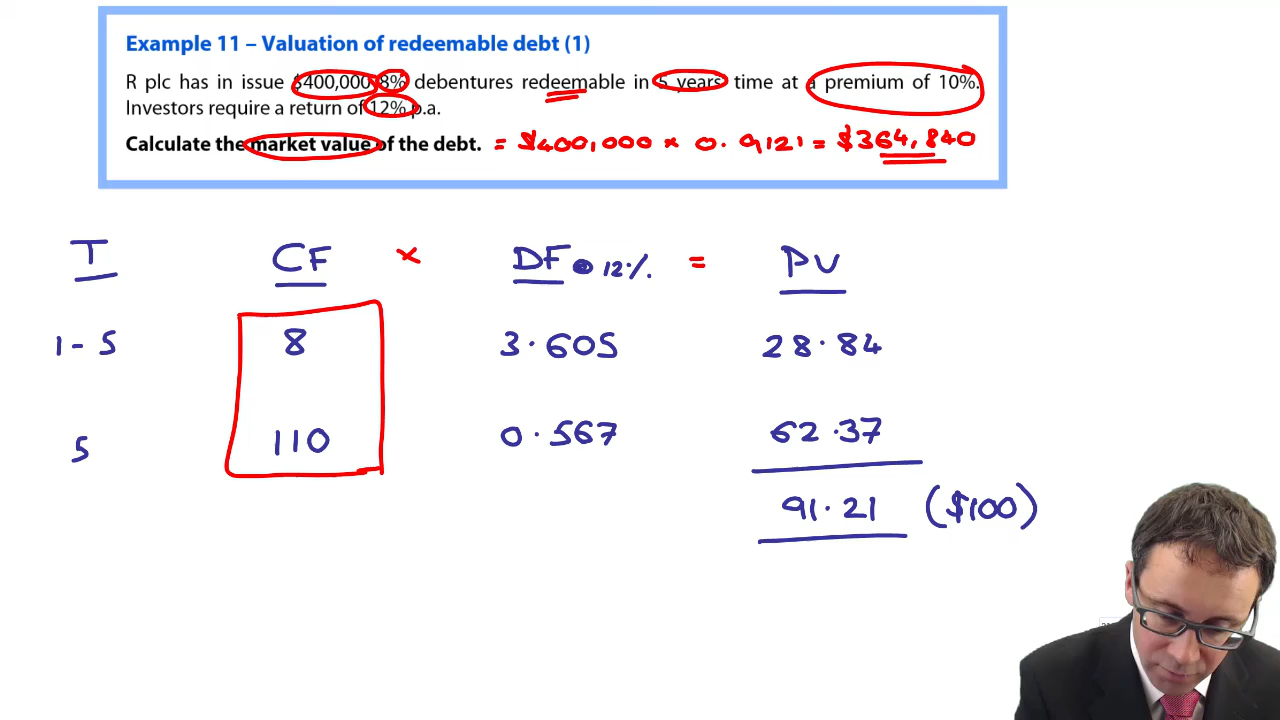 Example 11 – Valuation of redeemable debt (1)
R plc has in issue $400,000 8% debentures redeemable in 5 years time at a premium of 10%.
Investors require a return of 12% p.a.
Calculate the market value of the debt. = $400,000 × 0.9121 = $364,840
T CF × DF@12% = PV
1-5 8 3.605 28.84
5 110 0.567 62.37
91.21 ($100)